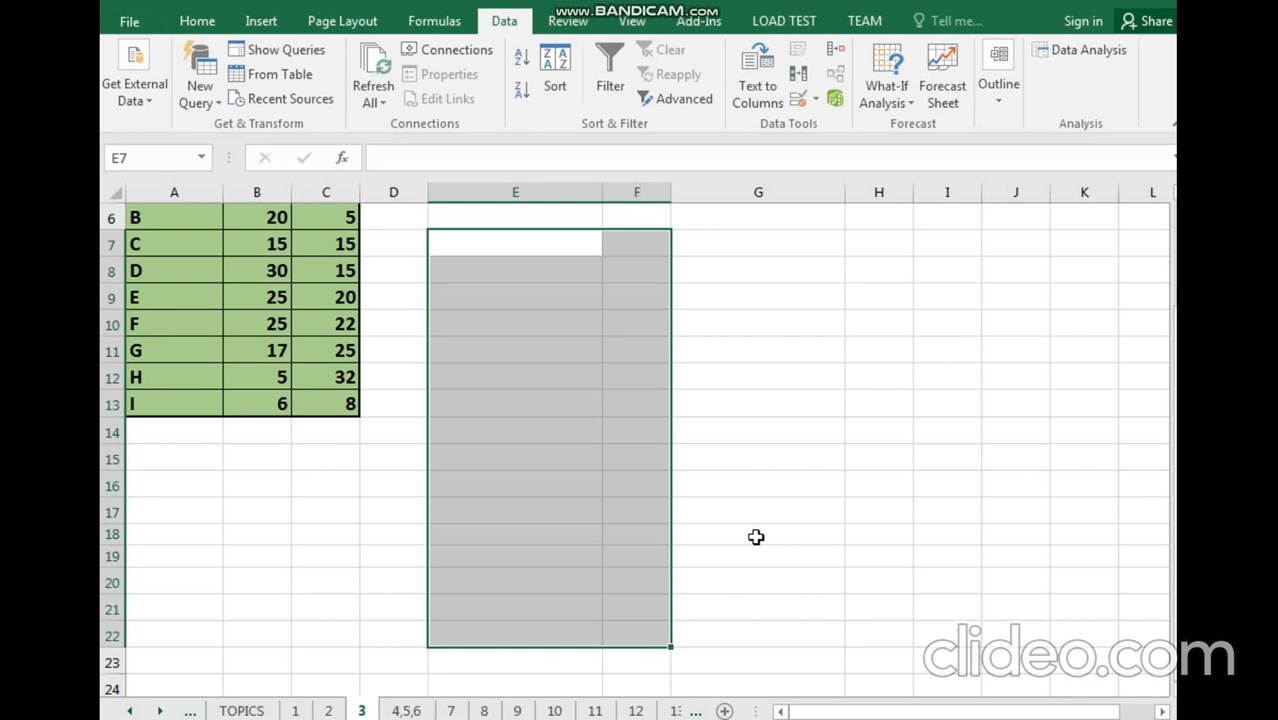 www.BANDICAM.com
File Home Insert Page Layout Formulas Data Review View Add-Ins LOAD TEST TEAM Tell me... Sign in Share
Get External Data
New Query
Show Queries
From Table
Recent Sources
Get & Transform
Refresh All
Connections
Properties
Edit Links
Connections
Sort
Filter
Clear
Reapply
Advanced
Sort & Filter
Text to Columns
Data Tools
What-If Analysis
Forecast Sheet
Forecast
Outline
Data Analysis
Analysis
E7 fx
A B C D E F G H I J K L
6 B 20 5
7 C 15 15
8 D 30 15
9 E 25 20
10 F 25 22
11 G 17 25
12 H 5 32
13 I 6 8
14
15
16
17
18
19
20
21
22
23
24
clideo.com
... TOPICS 1 2 3 4,5,6 7 8 9 10 11 12 ...